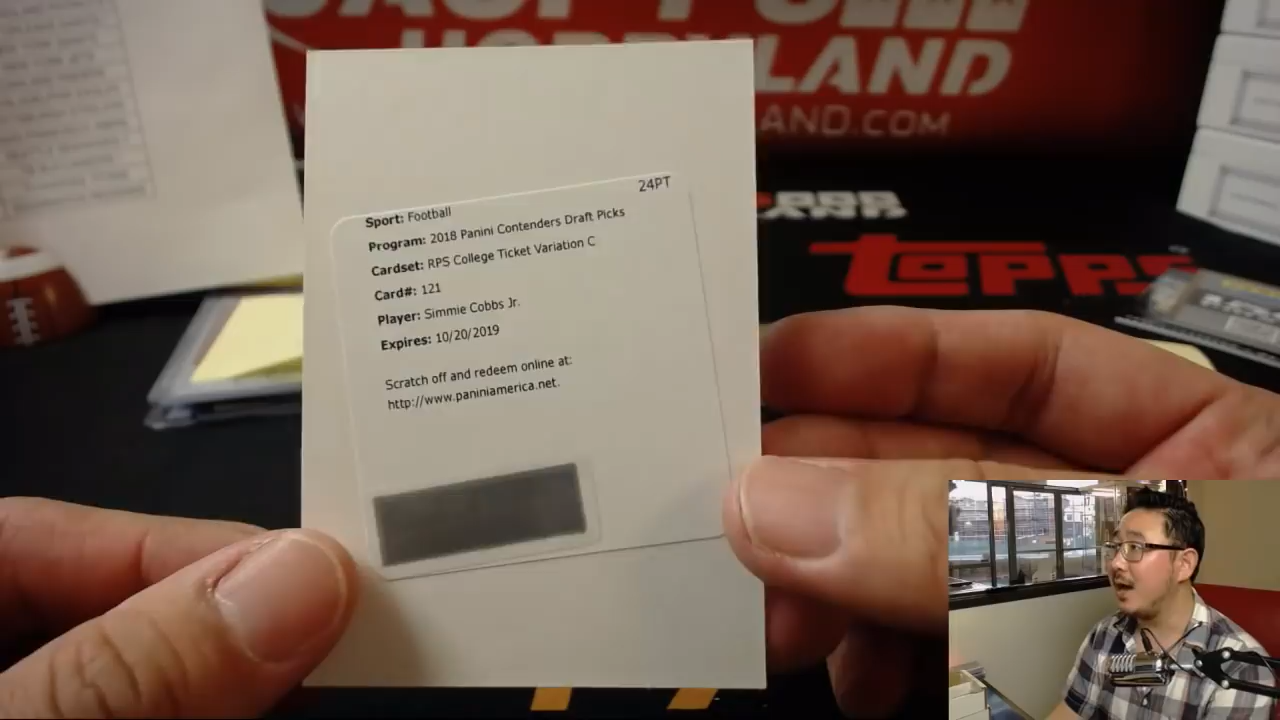 HOBBYLAND
LAND.COM
24PT
Sport: Football
Program: 2018 Panini Contenders Draft Picks
Cardset: RPS College Ticket Variation C
Card#: 121
Player: Simmie Cobbs Jr.
Expires: 10/20/2019
Scratch off and redeem online at:
http://www.paniniamerica.net.
topps